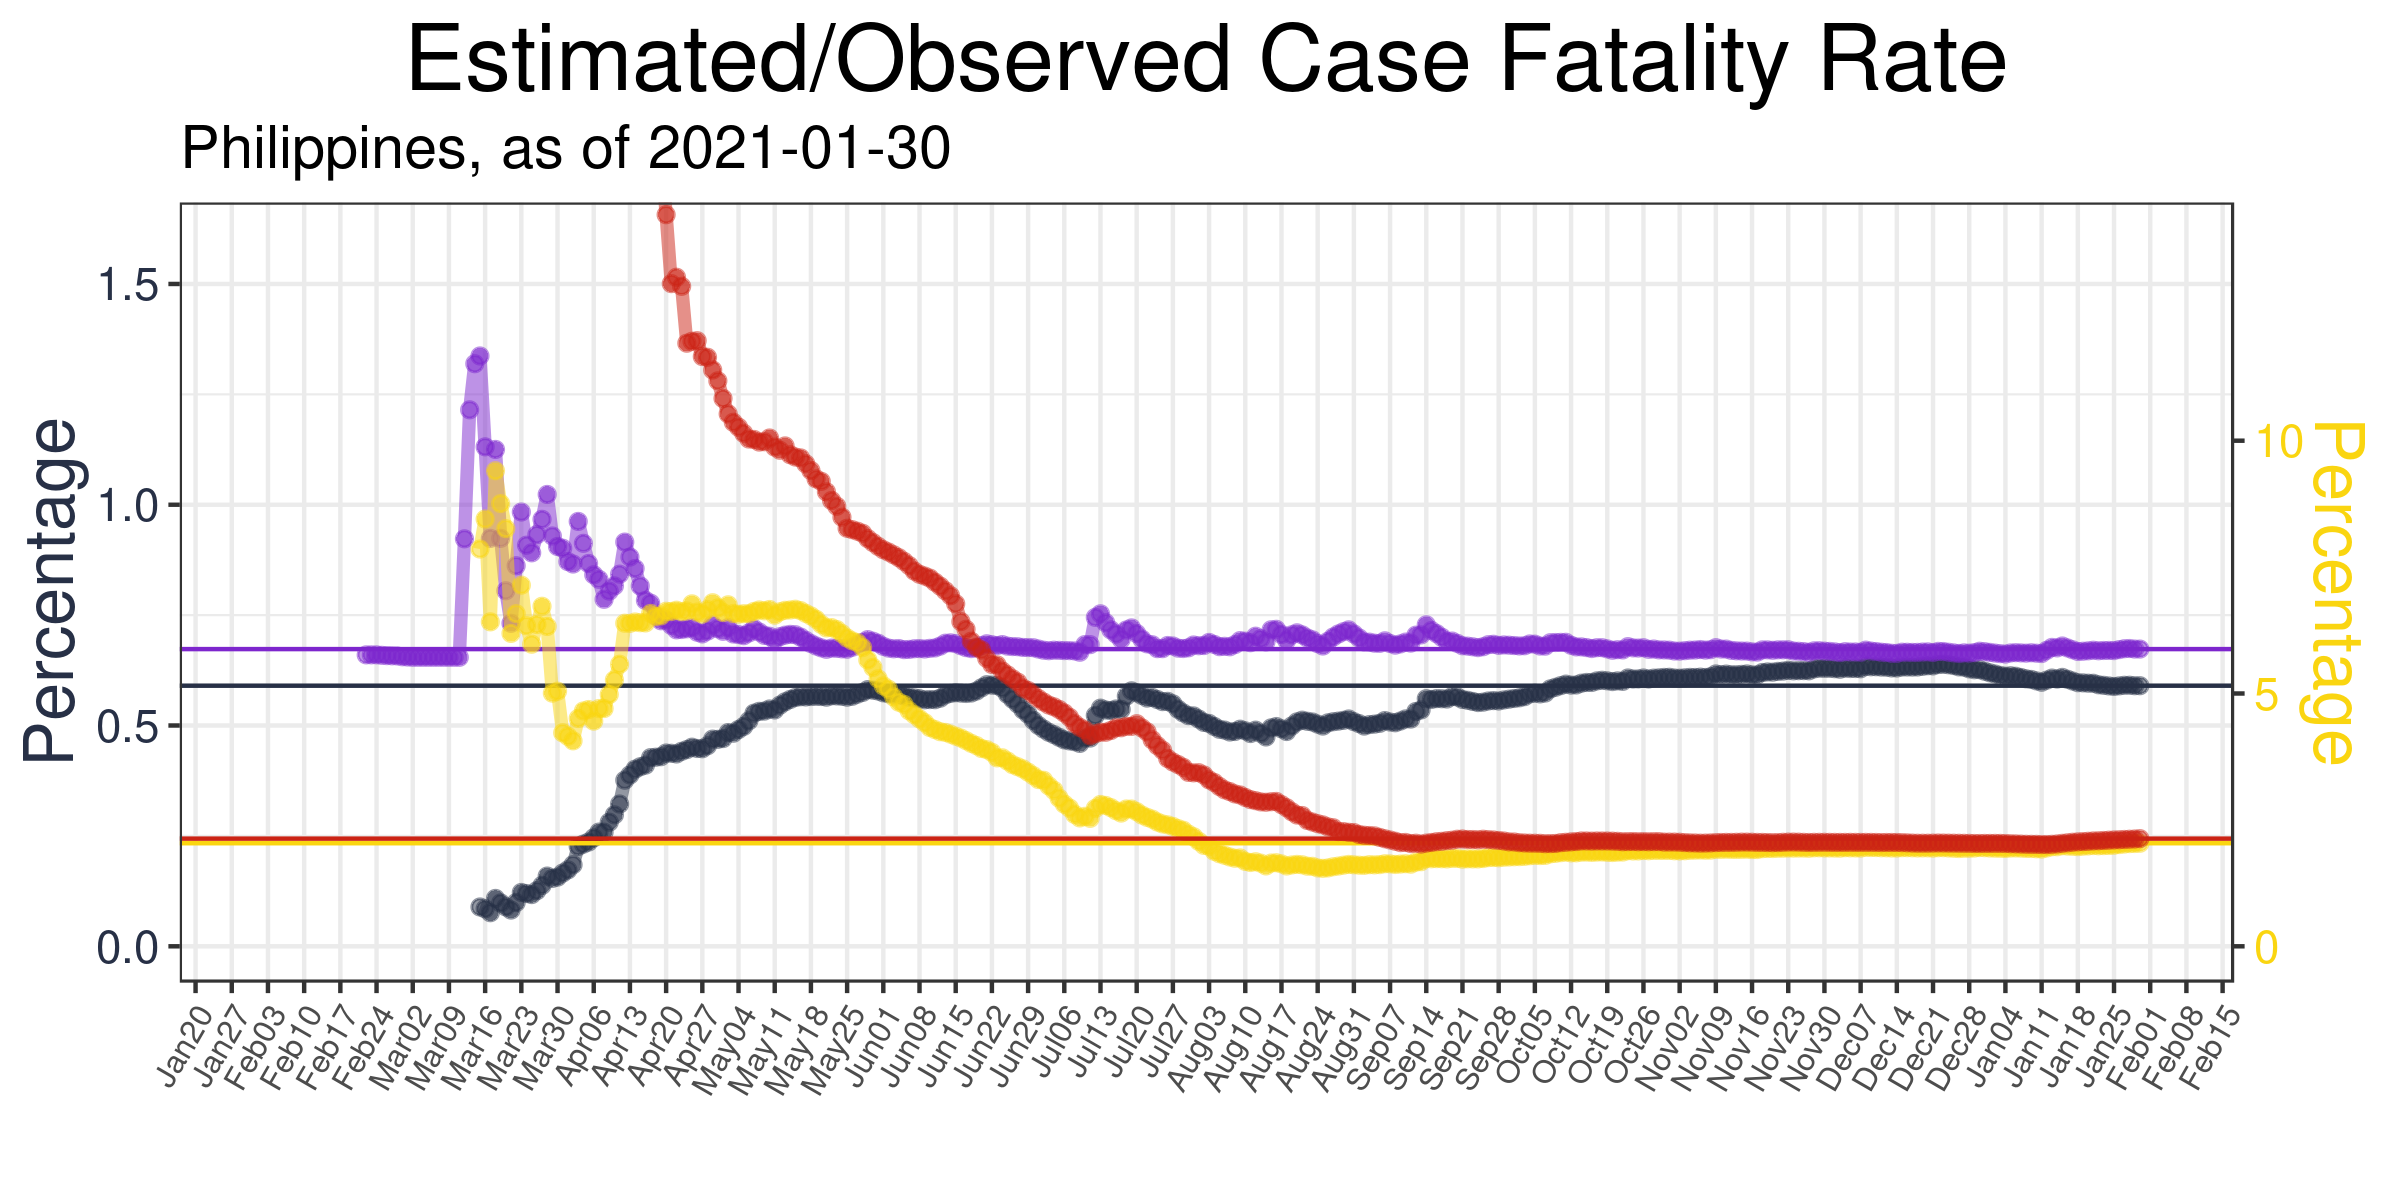 Estimated/Observed Case Fatality Rate
Philippines, as of 2021-01-30
Percentage
1.5
1.0
0.5
0.0
10
5
0
Percentage
Jan20
Jan27
Feb03
Feb10
Feb17
Feb24
Mar02
Mar09
Mar16
Mar23
Mar30
Apr06
Apr13
Apr20
Apr27
May04
May11
May18
May25
Jun01
Jun08
Jun15
Jun22
Jun29
Jul06
Jul13
Jul20
Jul27
Aug03
Aug10
Aug17
Aug24
Aug31
Sep07
Sep14
Sep21
Sep28
Oct05
Oct12
Oct19
Oct26
Nov02
Nov09
Nov16
Nov23
Nov30
Dec07
Dec14
Dec21
Dec28
Jan04
Jan11
Jan18
Jan25
Feb01
Feb08
Feb15